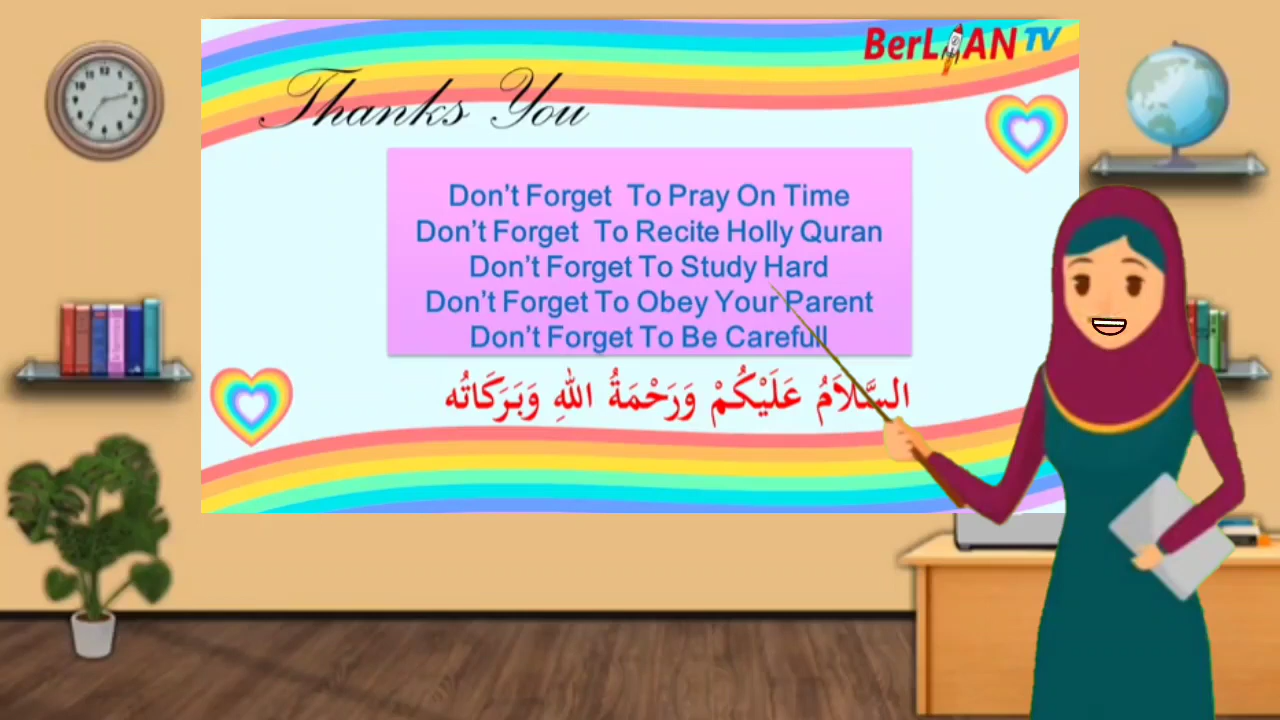 BerLIAN TV
Thanks You
Don't Forget To Pray On Time
Don't Forget To Recite Holly Quran
Don't Forget To Study Hard
Don't Forget To Obey Your Parent
Don't Forget To Be Carefull
السَّلاَمُ عَلَيْكُمْ وَرَحْمَةُ اللهِ وَبَرَكَاتُه